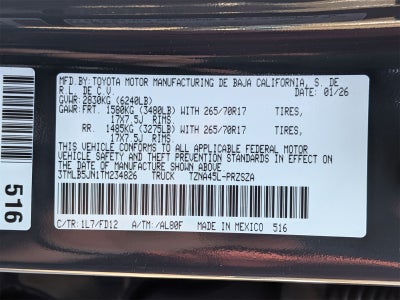 MFD.BY:TOYOTA MOTOR MANUFACTURING DE BAJA CALIFORNIA, S. DE
R.L. DE C.V. 01/26
GVWR: 2830KG (6240LB)
GAWR:FRT. 1580KG (3480LB) WITH 265/70R17 TIRES,
17X7.5J RIMS
RR. 1485KG (3275LB) WITH 265/70R17 TIRES,
17X7.5J RIMS
THIS VEHICLE CONFORMS TO ALL APPLICABLE FEDERAL MOTOR
VEHICLE SAFETY, BUMPER, AND THEFT PREVENTION STANDARDS IN EFFECT ON
THE DATE OF MANUFACTURE SHOWN ABOVE.
3TMLB5JN1TM234826 TRUCK TZNA45L-PRZSZA
C/TR:1L7/FD12 A/TM:/AL80F MADE IN MEXICO 516
516